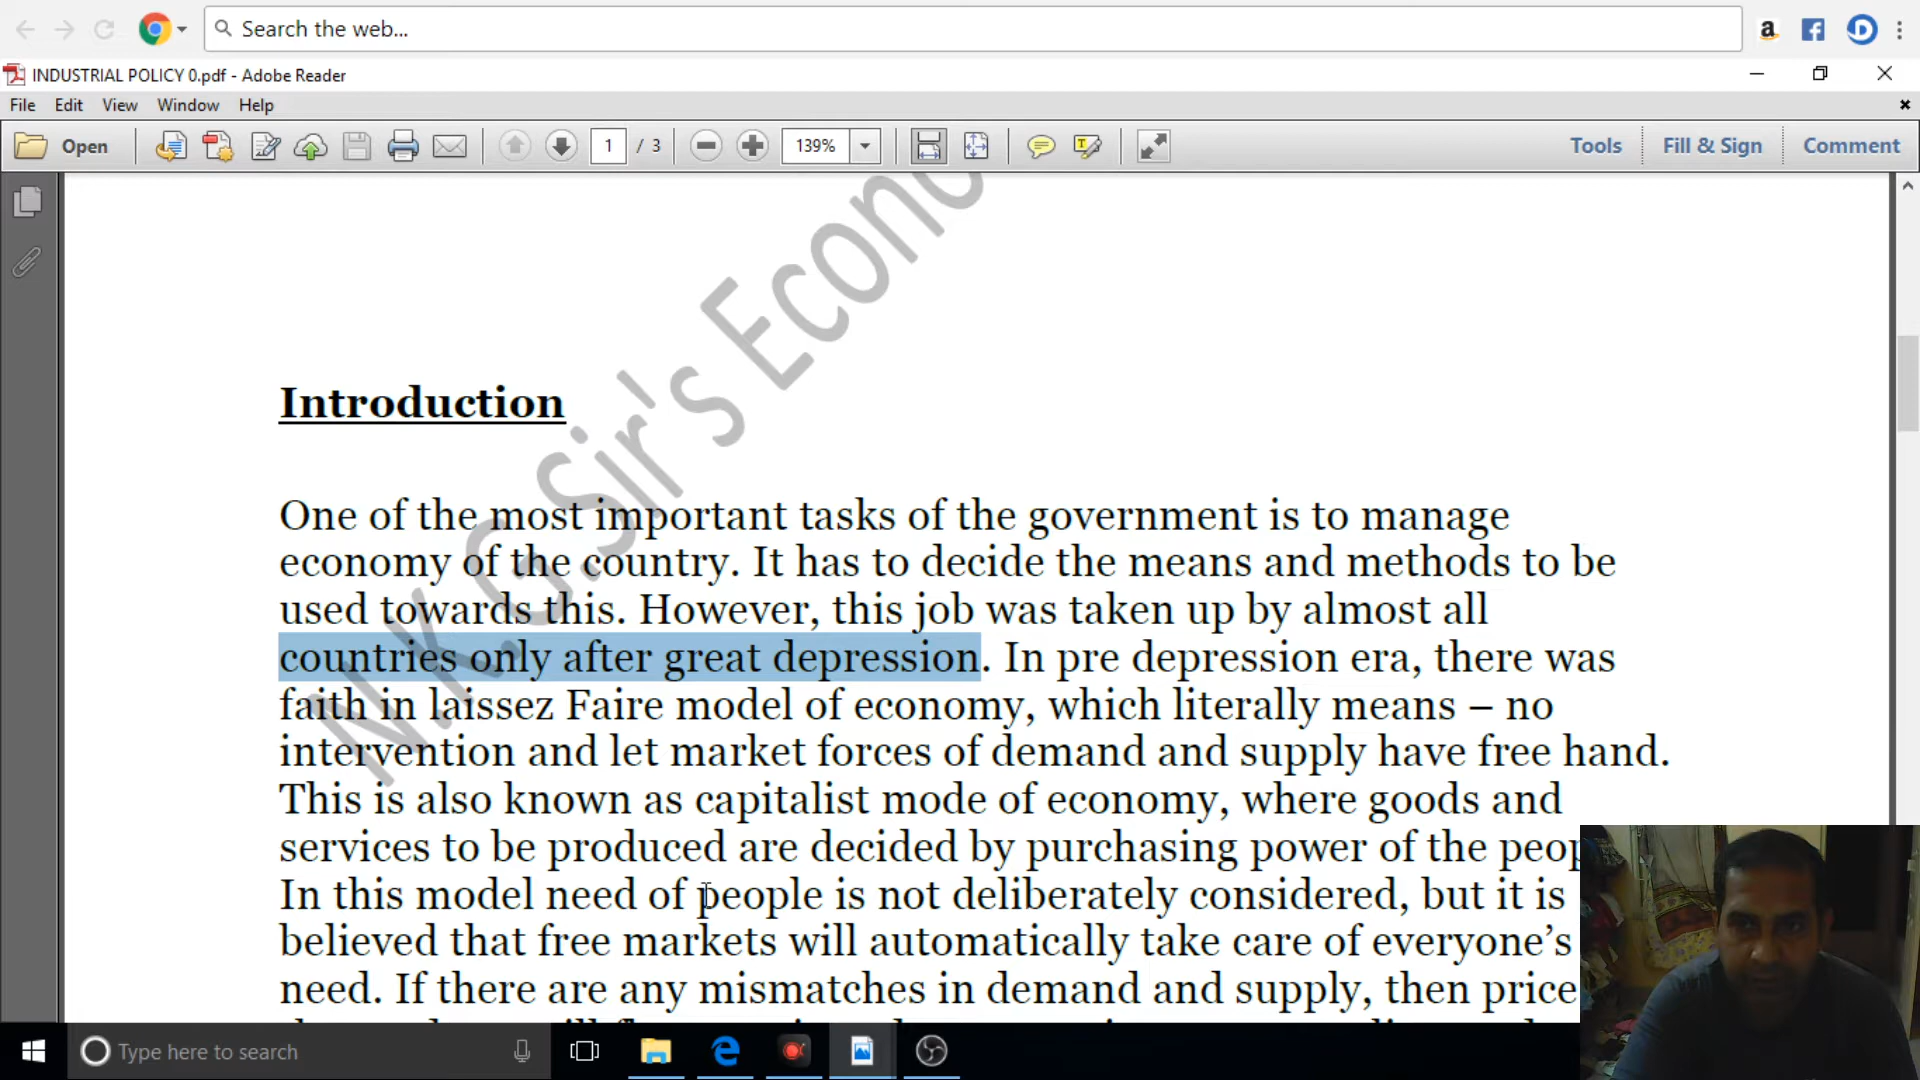 Search the web...
INDUSTRIAL POLICY 0.pdf - Adobe Reader
File Edit View Window Help
Open 1 / 3 139% Tools Fill & Sign Comment
N.K.G.Sir's
Introduction
One of the most important tasks of the government is to manage
economy of the country. It has to decide the means and methods to be
used towards this. However, this job was taken up by almost all
countries only after great depression. In pre depression era, there was
faith in laissez Faire model of economy, which literally means – no
intervention and let market forces of demand and supply have free hand.
This is also known as capitalist mode of economy, where goods and
services to be produced are decided by purchasing power of the
In this model need of people is not deliberately considered, but it is
believed that free markets will automatically take care of everyone's
need. If there are any mismatches in demand and supply, then price
Type here to search